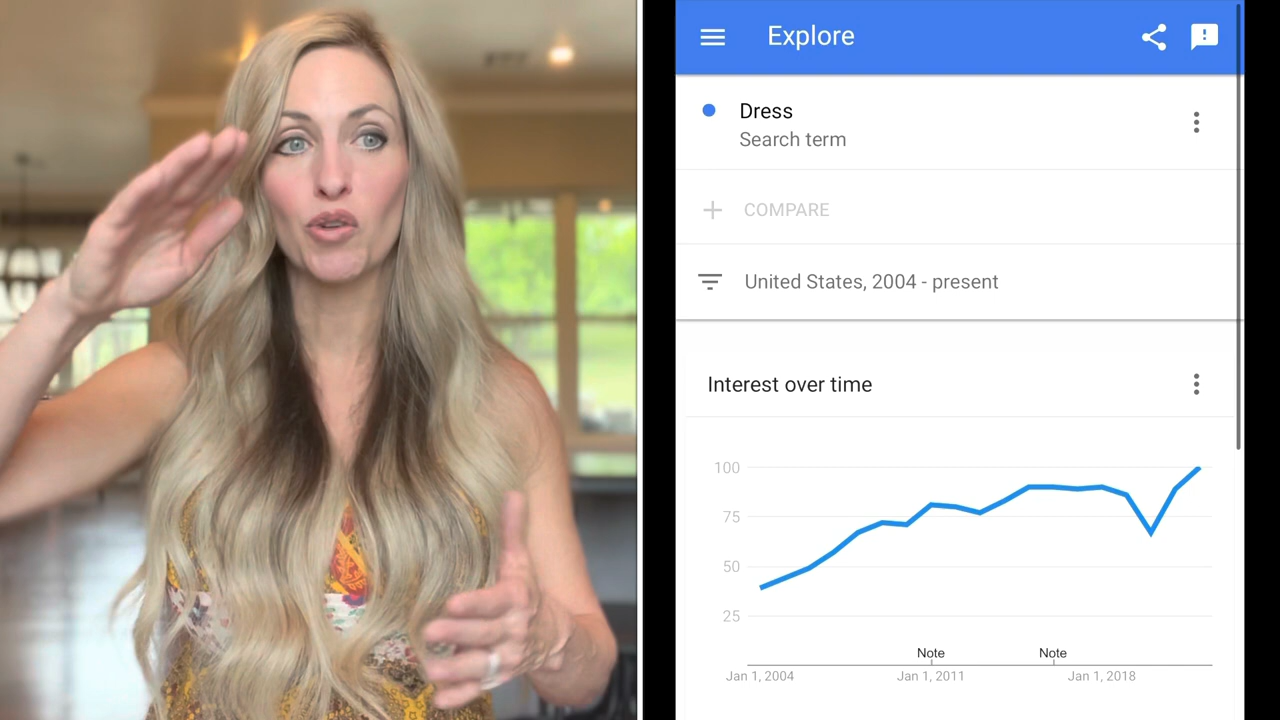 Explore
Dress
Search term
COMPARE
United States, 2004 - present
Interest over time
100
75
50
25
Note Note
Jan 1, 2004 Jan 1, 2011 Jan 1, 2018